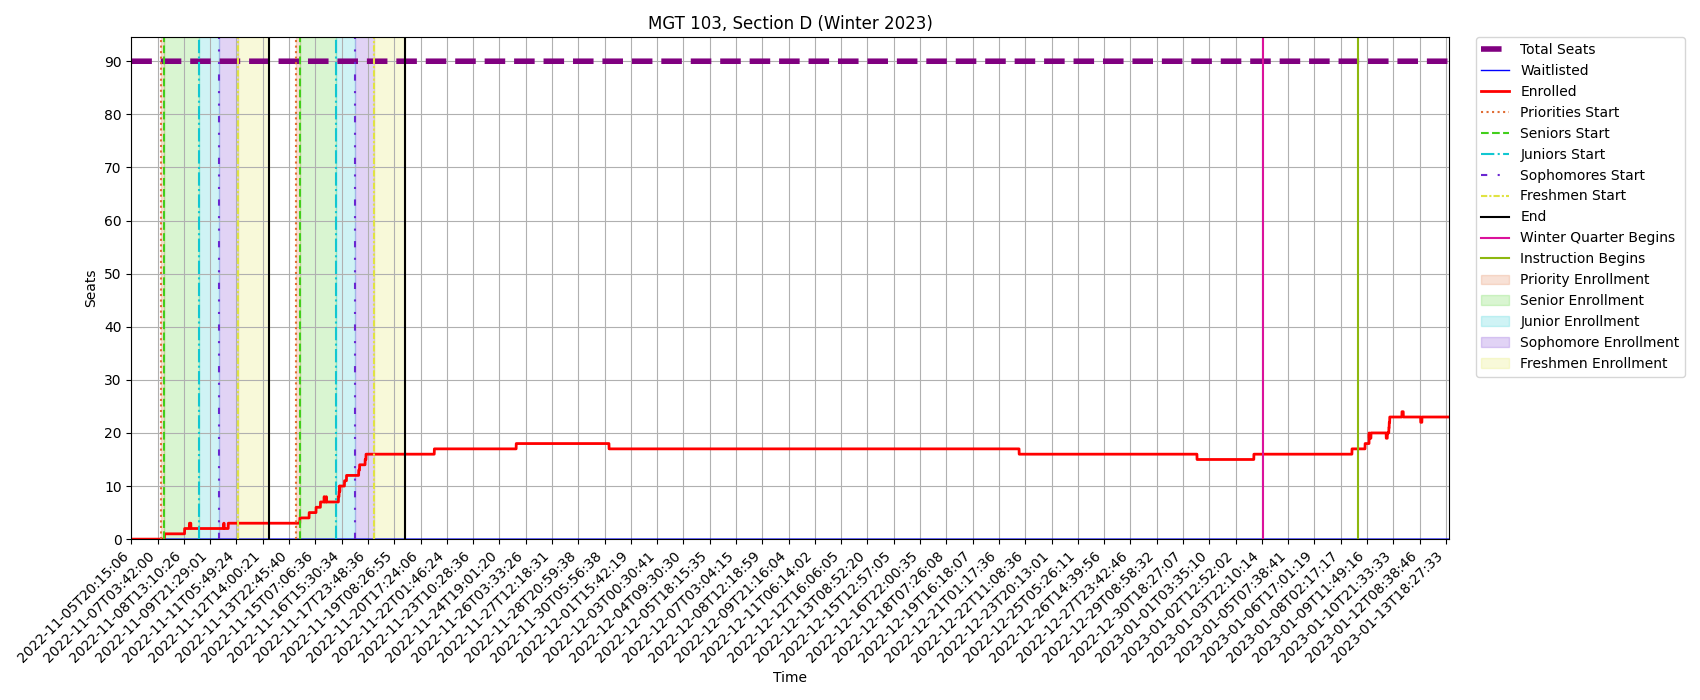 MGT 103, Section D (Winter 2023)
Seats
90
80
70
60
50
40
30
20
10
0
2022-11-05T20:15:06
2022-11-07T03:42:00
2022-11-08T13:10:26
2022-11-09T21:29:01
2022-11-11T05:49:24
2022-11-12T14:00:21
2022-11-13T22:45:40
2022-11-15T07:06:36
2022-11-16T15:30:34
2022-11-17T23:48:36
2022-11-19T08:26:55
2022-11-20T17:24:06
2022-11-22T01:46:24
2022-11-23T10:28:36
2022-11-24T19:01:20
2022-11-26T03:33:26
2022-11-27T12:18:31
2022-11-28T20:59:38
2022-11-30T05:56:38
2022-12-01T15:42:19
2022-12-03T00:30:41
2022-12-04T09:30:30
2022-12-05T18:15:35
2022-12-07T03:04:15
2022-12-08T12:18:59
2022-12-09T21:16:04
2022-12-11T06:14:02
2022-12-12T16:06:05
2022-12-13T08:52:20
2022-12-15T12:57:05
2022-12-16T22:00:35
2022-12-18T07:26:08
2022-12-19T16:18:07
2022-12-21T01:17:36
2022-12-22T11:08:36
2022-12-23T20:13:01
2022-12-25T05:26:11
2022-12-26T14:39:56
2022-12-27T23:42:46
2022-12-29T08:58:32
2022-12-30T18:27:07
2023-01-01T03:35:10
2023-01-02T12:52:02
2023-01-03T22:10:14
2023-01-05T07:38:41
2023-01-06T17:01:19
2023-01-08T02:17:17
2023-01-09T11:49:16
2023-01-10T21:33:33
2023-01-12T08:38:46
2023-01-13T18:27:33
Time
Total Seats
Waitlisted
Enrolled
Priorities Start
Seniors Start
Juniors Start
Sophomores Start
Freshmen Start
End
Winter Quarter Begins
Instruction Begins
Priority Enrollment
Senior Enrollment
Junior Enrollment
Sophomore Enrollment
Freshmen Enrollment